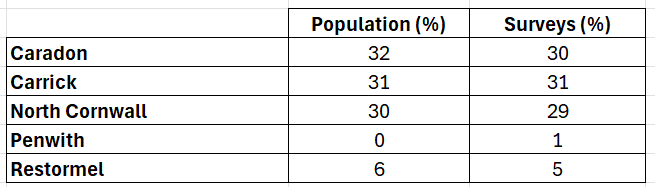 Population (%) Surveys (%)
Caradon 32 30
Carrick 31 31
North Cornwall 30 29
Penwith 0 1
Restormel 6 5